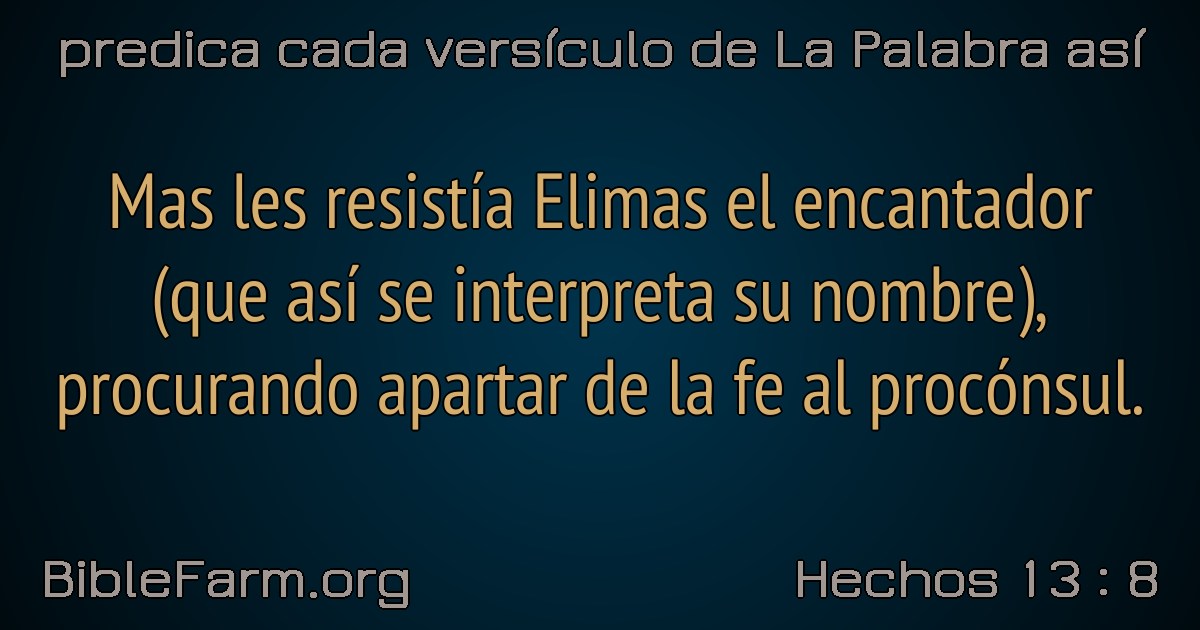 predica cada versículo de La Palabra así
Mas les resistía Elimas el encantador
(que así se interpreta su nombre),
procurando apartar de la fe al procónsul.
BibleFarm.org
Hechos 13 : 8